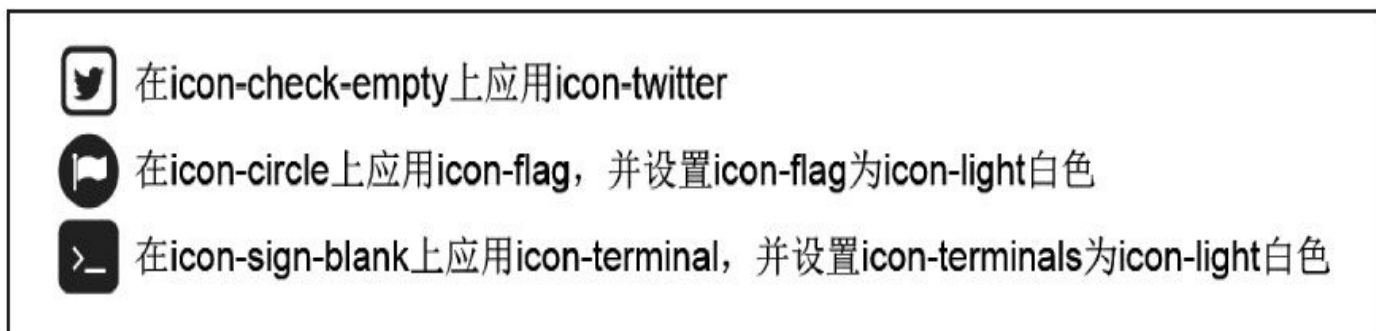 在icon-check-empty上应用icon-twitter
在icon-circle上应用icon-flag，并设置icon-flag为icon-light白色
在icon-sign-blank上应用icon-terminal，并设置icon-terminals为icon-light白色